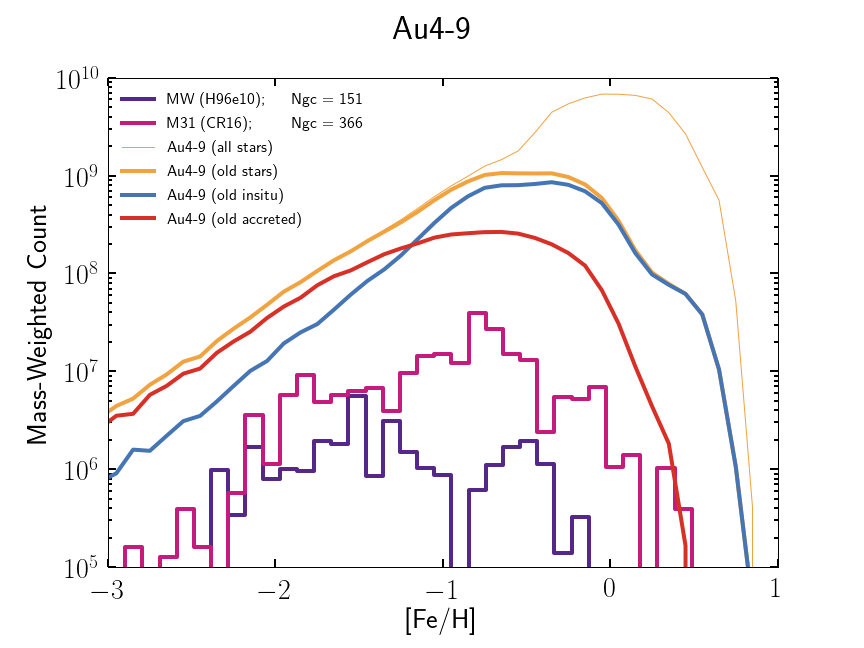 Au4-9
10^10
10^9
10^8
10^7
10^6
10^5
Mass-Weighted Count
MW (H96e10); Ngc = 151
M31 (CR16); Ngc = 366
Au4-9 (all stars)
Au4-9 (old stars)
Au4-9 (old insitu)
Au4-9 (old accreted)
−3 −2 −1 0 1
[Fe/H]